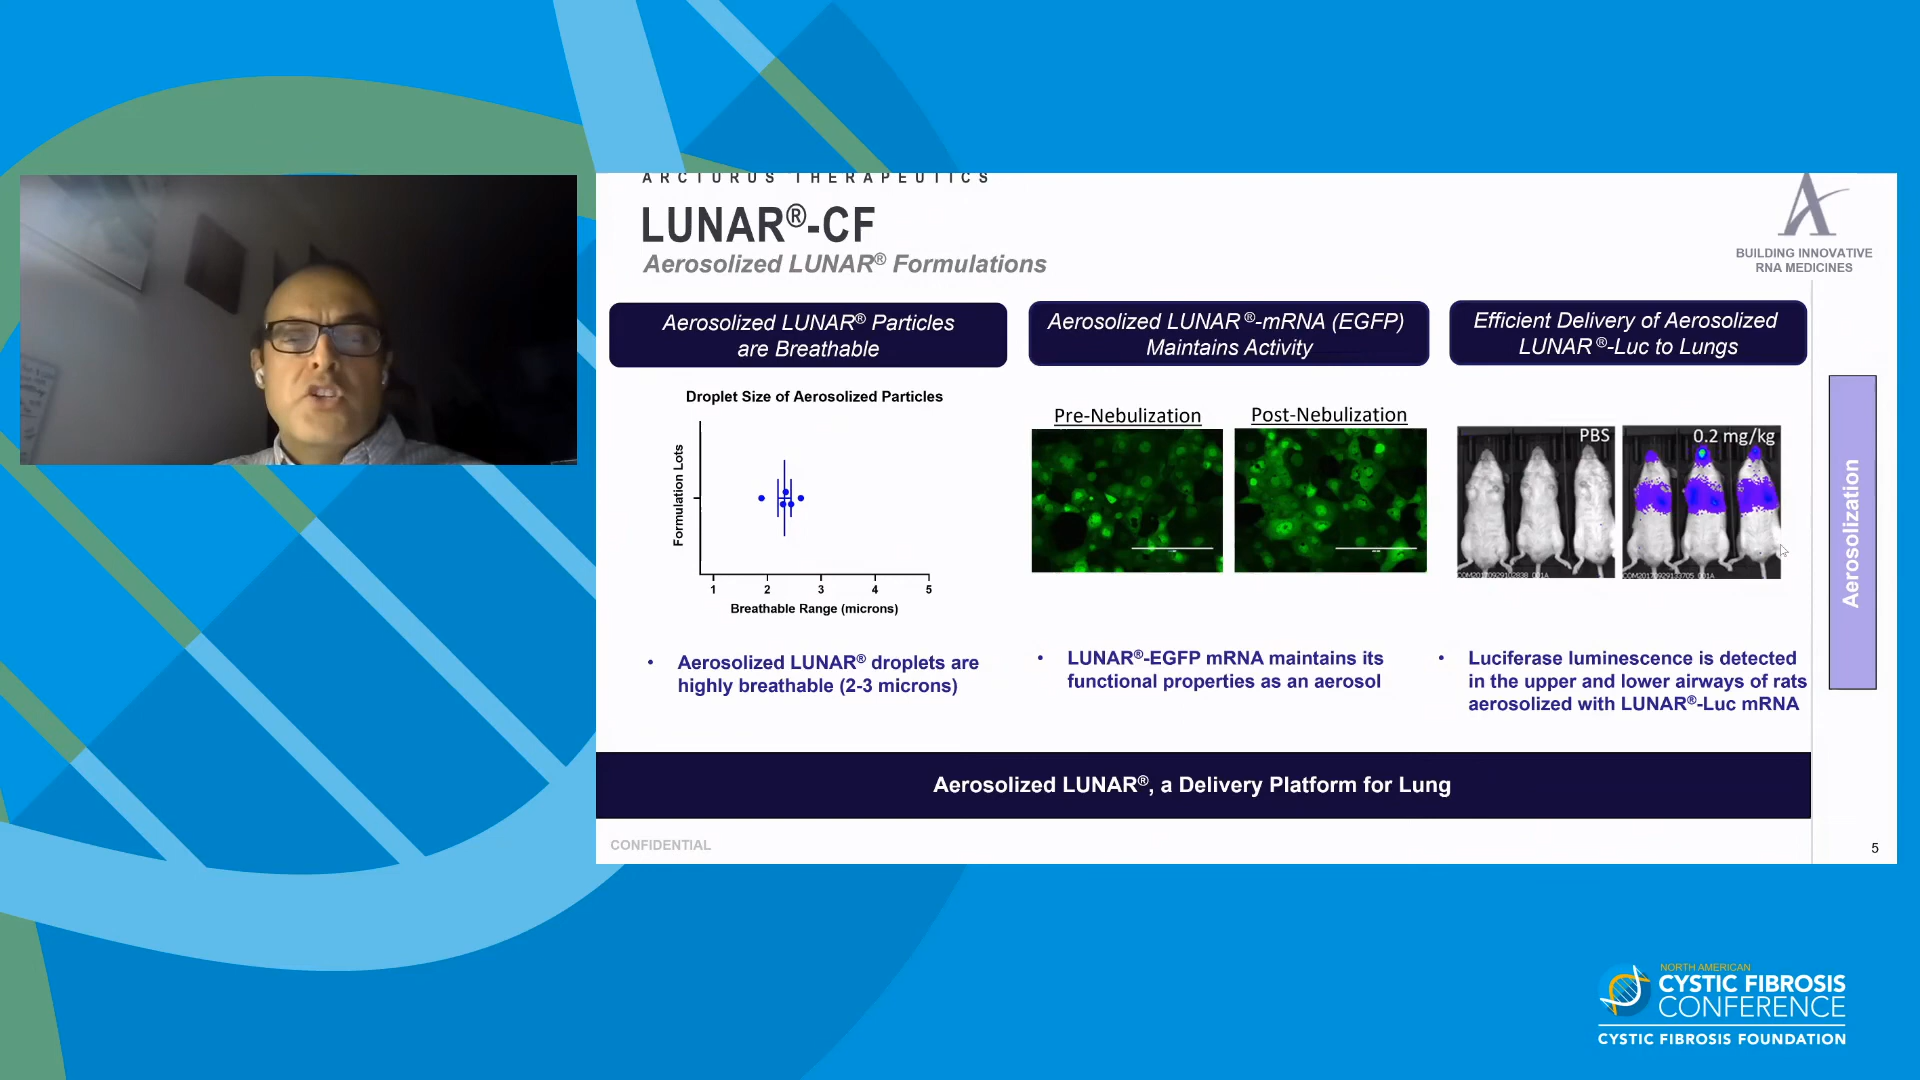 ARCTURUS THERAPEUTICS
LUNAR®-CF
Aerosolized LUNAR® Formulations
BUILDING INNOVATIVE
RNA MEDICINES
Aerosolized LUNAR® Particles
are Breathable
Aerosolized LUNAR®-mRNA (EGFP)
Maintains Activity
Efficient Delivery of Aerosolized
LUNAR®-Luc to Lungs
Droplet Size of Aerosolized Particles
Formulation Lots
1 2 3 4 5
Breathable Range (microns)
Pre-Nebulization
Post-Nebulization
PBS
0.2 mg/kg
Aerosolization
• Aerosolized LUNAR® droplets are
highly breathable (2-3 microns)
• LUNAR®-EGFP mRNA maintains its
functional properties as an aerosol
• Luciferase luminescence is detected
in the upper and lower airways of rats
aerosolized with LUNAR®-Luc mRNA
Aerosolized LUNAR®, a Delivery Platform for Lung
CONFIDENTIAL
5
NORTH AMERICAN
CYSTIC FIBROSIS
CONFERENCE
CYSTIC FIBROSIS FOUNDATION